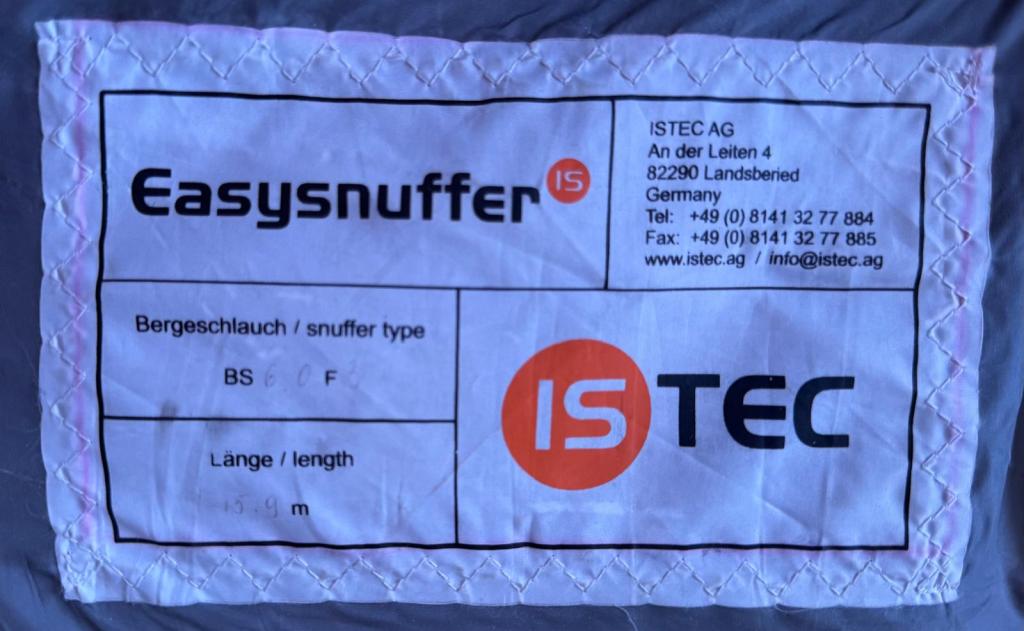 Easysnuffer IS
ISTEC AG
An der Leiten 4
82290 Landsberied
Germany
Tel: +49 (0) 8141 32 77 884
Fax: +49 (0) 8141 32 77 885
www.istec.ag / info@istec.ag
Bergeschlauch / snuffer type
BS 6.0 F
Länge / length
15.9 m
ISTEC